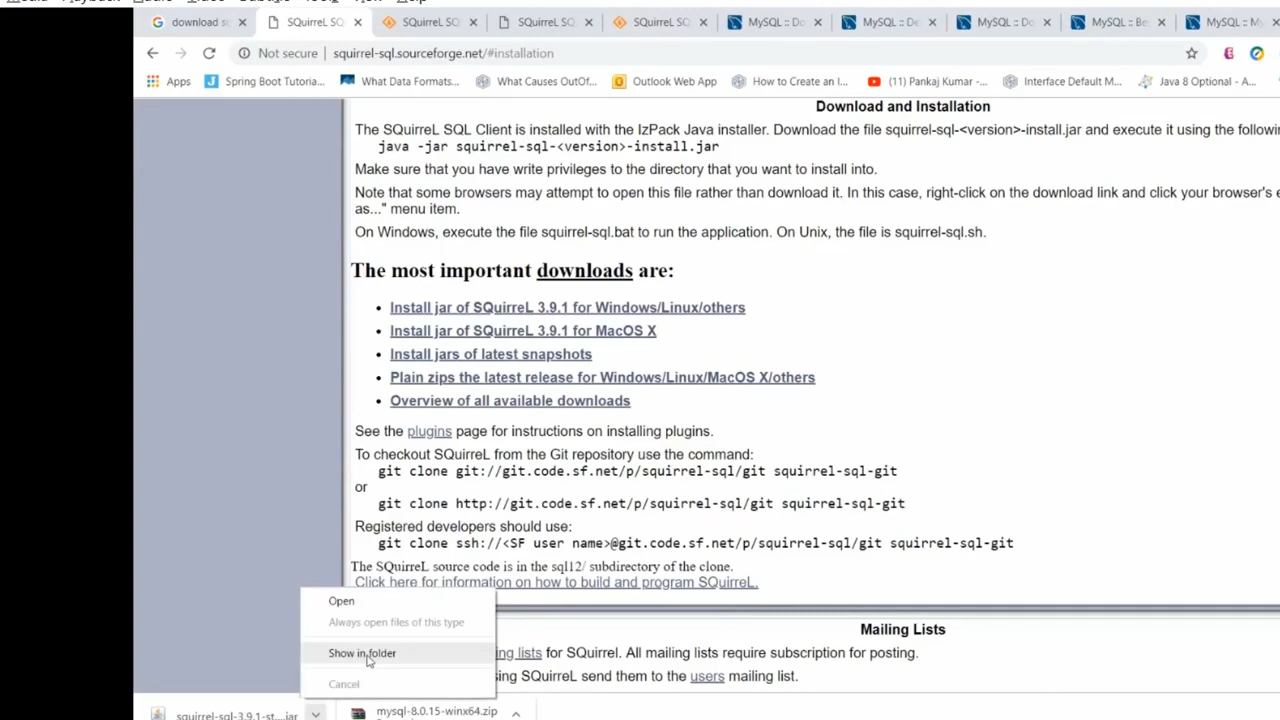 Media Playback Audio Video Subtitle Tools View Help
download s
SQuirreL SQ
SQuirreL SQ
SQuirreL SQ
SQuirreL SQ
MySQL :: Do
MySQL :: De
MySQL :: Do
MySQL :: Be
MySQL :: M
Not secure squirrel-sql.sourceforge.net/#installation
Apps
Spring Boot Tutoria...
What Data Formats...
What Causes OutOf...
Outlook Web App
How to Create an I...
(11) Pankaj Kumar -...
Interface Default M...
Java 8 Optional - A...
Download and Installation
The SQuirreL SQL Client is installed with the IzPack Java installer. Download the file squirrel-sql-<version>-install.jar and execute it using the followi
java -jar squirrel-sql-<version>-install.jar
Make sure that you have write privileges to the directory that you want to install into.
Note that some browsers may attempt to open this file rather than download it. In this case, right-click on the download link and click your browser's
as..." menu item.
On Windows, execute the file squirrel-sql.bat to run the application. On Unix, the file is squirrel-sql.sh.
The most important downloads are:
• Install jar of SQuirreL 3.9.1 for Windows/Linux/others
• Install jar of SQuirreL 3.9.1 for MacOS X
• Install jars of latest snapshots
• Plain zips the latest release for Windows/Linux/MacOS X/others
• Overview of all available downloads
See the plugins page for instructions on installing plugins.
To checkout SQuirreL from the Git repository use the command:
git clone git://git.code.sf.net/p/squirrel-sql/git squirrel-sql-git
or
git clone http://git.code.sf.net/p/squirrel-sql/git squirrel-sql-git
Registered developers should use:
git clone ssh://<SF user name>@git.code.sf.net/p/squirrel-sql/git squirrel-sql-git
The SQuirreL source code is in the sql12/ subdirectory of the clone.
Click here for information on how to build and program SQuirreL.
Open
Always open files of this type
Show in folder
Cancel
Mailing Lists
ing lists for SQuirrel. All mailing lists require subscription for posting.
sing SQuirreL send them to the users mailing list.
squirrel-sql-3.9.1-st....jar
mysql-8.0.15-winx64.zip